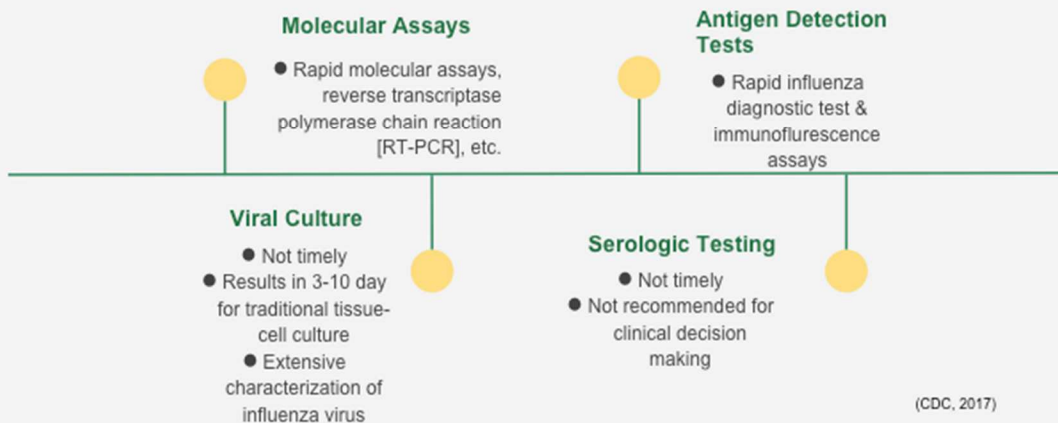 Molecular Assays
● Rapid molecular assays,
reverse transcriptase
polymerase chain reaction
[RT-PCR], etc.
Antigen Detection
Tests
● Rapid influenza
diagnostic test &
immunoflurescence
assays
Viral Culture
● Not timely
● Results in 3-10 day
for traditional tissue-
cell culture
● Extensive
characterization of
influenza virus
Serologic Testing
● Not timely
● Not recommended for
clinical decision
making
(CDC, 2017)